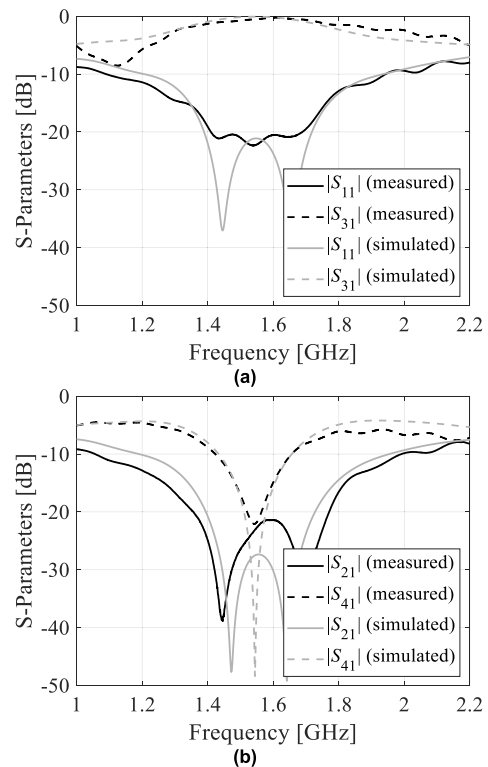 0
-10
-20
-30
-40
-50
S-Parameters [dB]
|S11| (measured)
|S31| (measured)
|S11| (simulated)
|S31| (simulated)
1 1.2 1.4 1.6 1.8 2 2.2
Frequency [GHz]
(a)
0
-10
-20
-30
-40
-50
S-Parameters [dB]
|S21| (measured)
|S41| (measured)
|S21| (simulated)
|S41| (simulated)
1 1.2 1.4 1.6 1.8 2 2.2
Frequency [GHz]
(b)